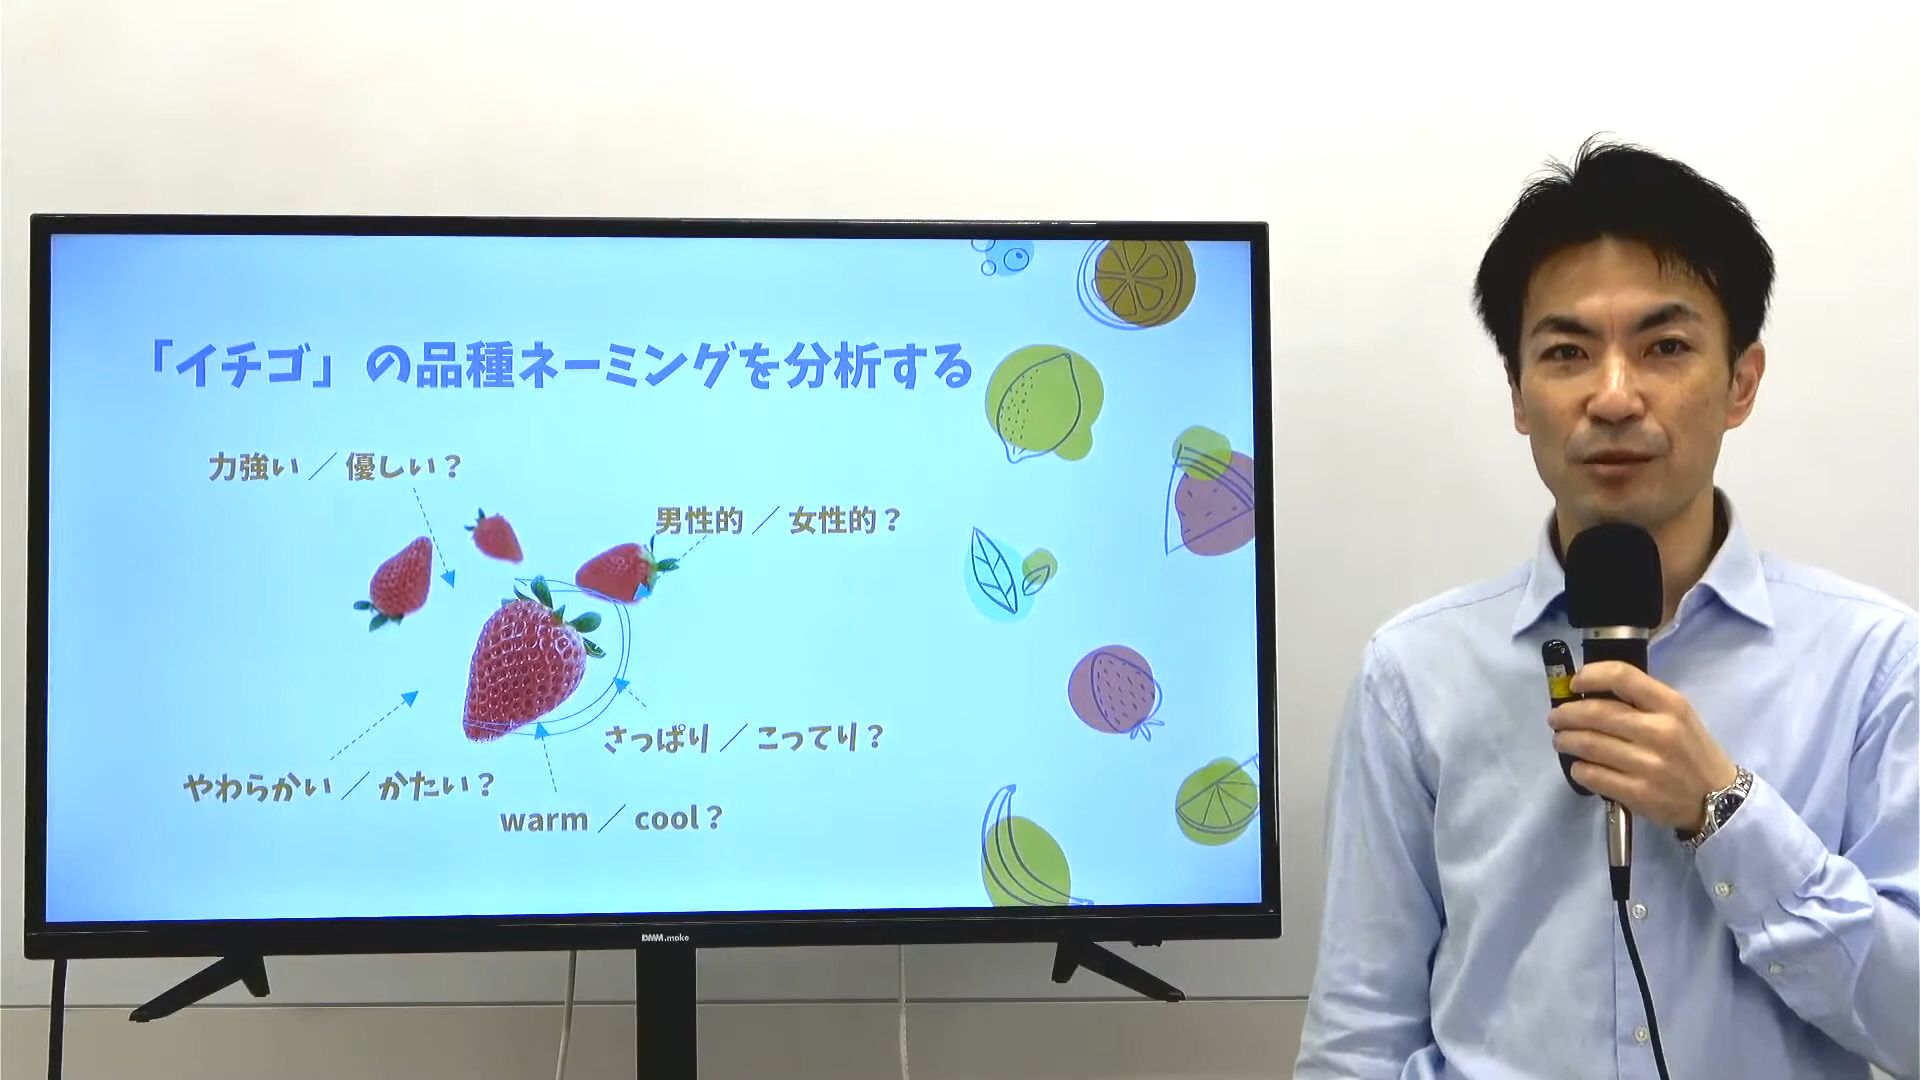 「イチゴ」の品種ネーミングを分析する
力強い ／ 優しい？
男性的 ／ 女性的？
さっぱり ／ こってり？
やわらかい ／ かたい？
warm ／ cool？
DMM.make